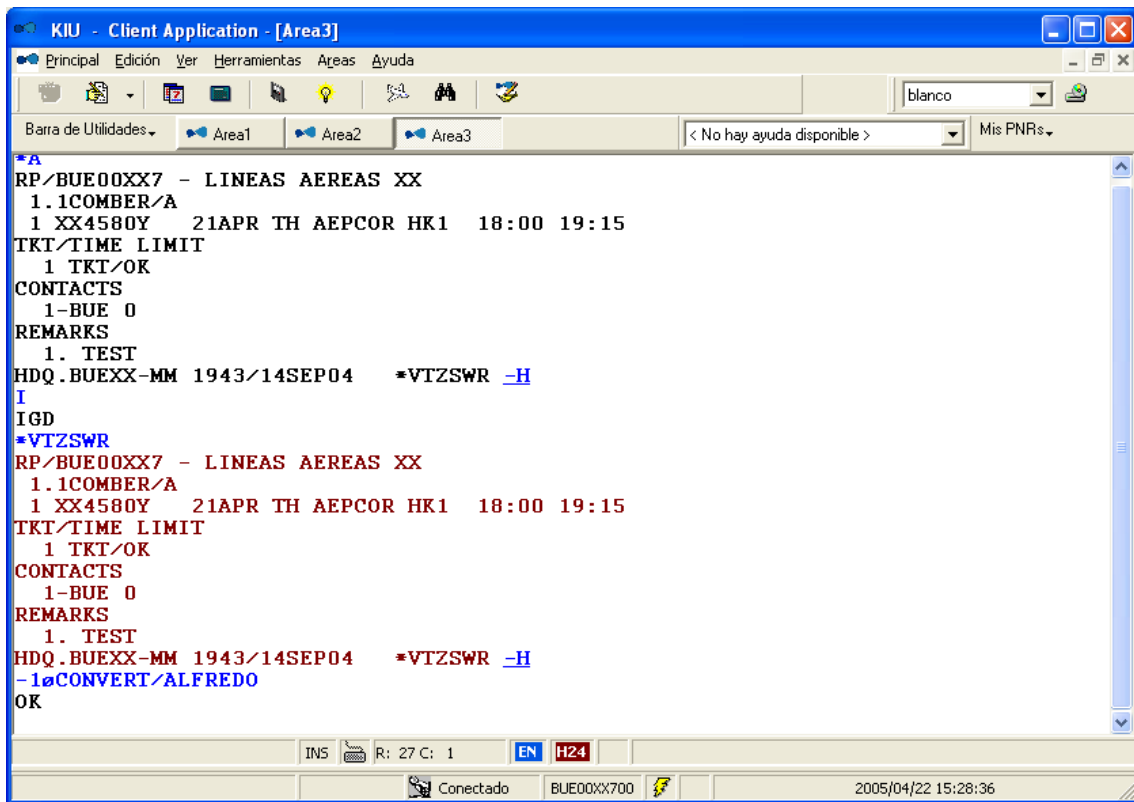 KIU - Client Application - [Area3]
Principal Edición Ver Herramientas Areas Ayuda
blanco
Barra de Utilidades Area1 Area2 Area3 < No hay ayuda disponible > Mis PNRs
*A
RP/BUE00XX7 - LINEAS AEREAS XX
1.1COMBER/A
1 XX4580Y 21APR TH AEPCOR HK1 18:00 19:15
TKT/TIME LIMIT
1 TKT/OK
CONTACTS
1-BUE 0
REMARKS
1. TEST
HDQ.BUEXX-MM 1943/14SEP04 *VTZSWR -H
I
IGD
*VTZSWR
RP/BUE00XX7 - LINEAS AEREAS XX
1.1COMBER/A
1 XX4580Y 21APR TH AEPCOR HK1 18:00 19:15
TKT/TIME LIMIT
1 TKT/OK
CONTACTS
1-BUE 0
REMARKS
1. TEST
HDQ.BUEXX-MM 1943/14SEP04 *VTZSWR -H
-1øCONVERT/ALFREDO
OK
INS R: 27 C: 1 EN H24
Conectado BUE00XX700 2005/04/22 15:28:36